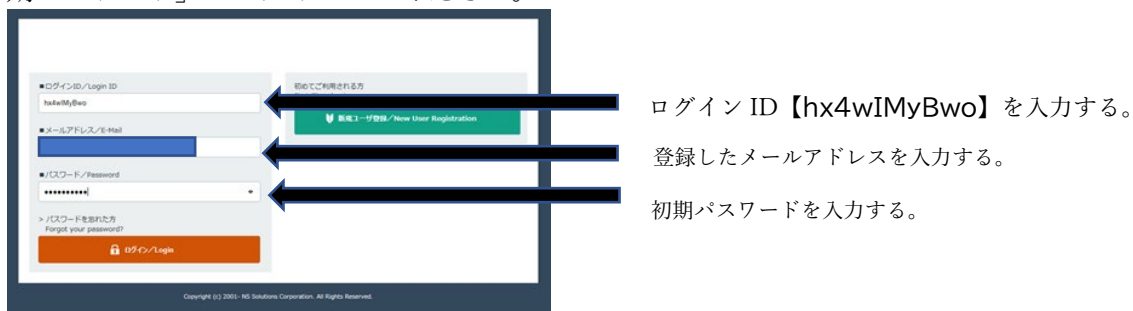 ■ログインID／Login ID
hx4wIMyBwo
■メールアドレス／E-Mail
■パスワード／Password
> パスワードを忘れた方
Forgot your password?
ログイン／Login
初めてご利用される方
新規ユーザ登録／New User Registration
Copyright (c) 2001- NS Solutions Corporation. All Rights Reserved.
ログイン ID【hx4wIMyBwo】を入力する。
登録したメールアドレスを入力する。
初期パスワードを入力する。